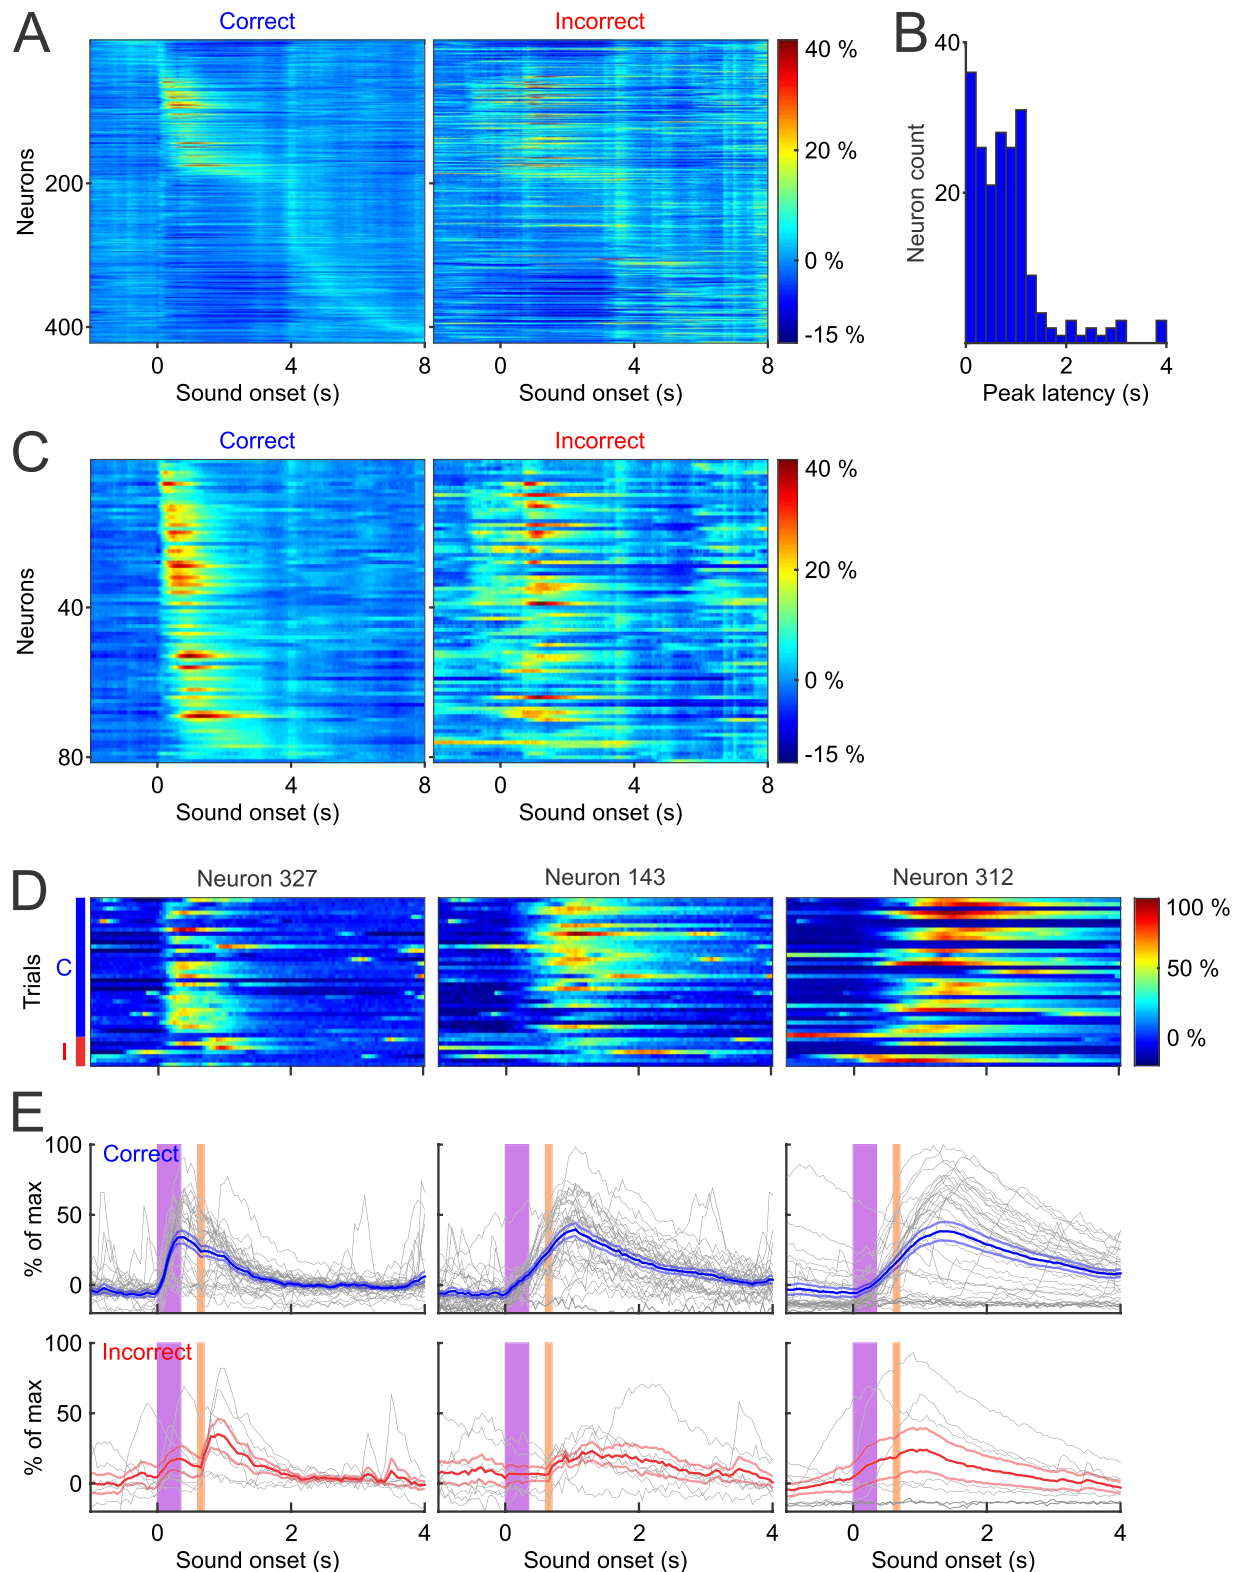 A
Correct
Incorrect
Neurons
200
400
0
4
8
Sound onset (s)
0
4
8
Sound onset (s)
40 %
20 %
0 %
-15 %
B
Neuron count
40
20
0
2
4
Peak latency (s)
C
Correct
Incorrect
Neurons
40
80
0
4
8
Sound onset (s)
0
4
8
Sound onset (s)
40 %
20 %
0 %
-15 %
D
Neuron 327
Neuron 143
Neuron 312
Trials
C
I
100 %
50 %
0 %
E
Correct
% of max
100
50
0
Incorrect
% of max
100
50
0
0
2
4
Sound onset (s)
0
2
4
Sound onset (s)
0
2
4
Sound onset (s)